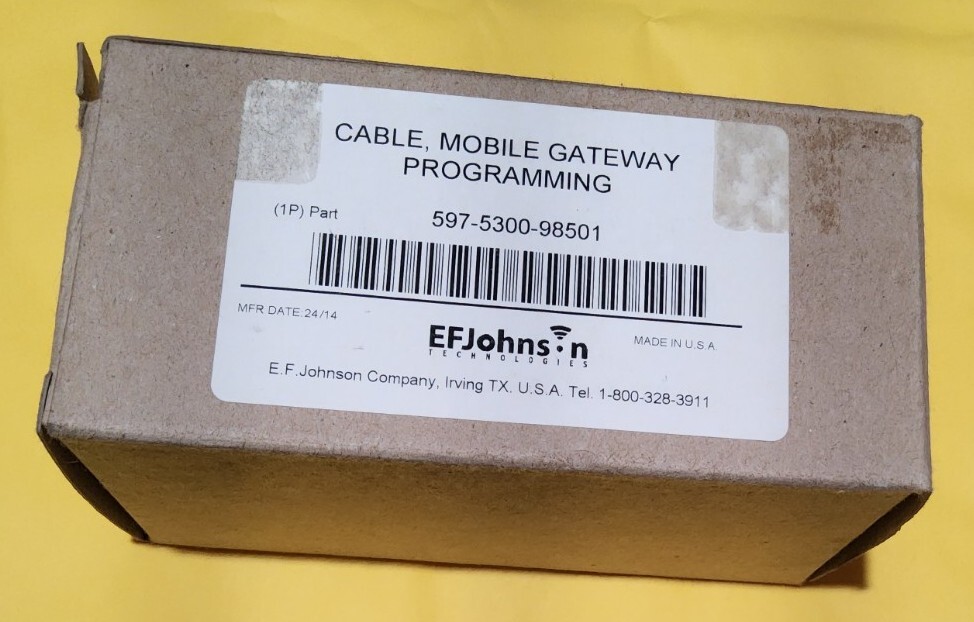 CABLE, MOBILE GATEWAY
PROGRAMMING
(1P) Part 597-5300-98501
MFR DATE:24/14
EFJohnson
TECHNOLOGIES
MADE IN U.S.A.
E.F.Johnson Company, Irving TX. U.S.A. Tel. 1-800-328-3911